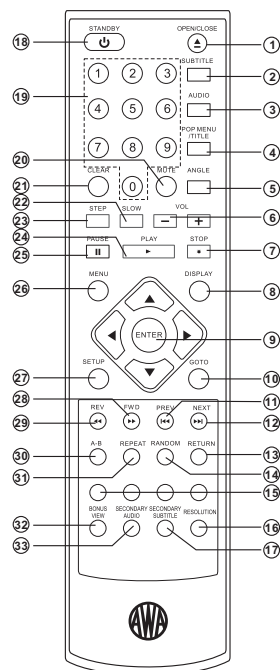 STANDBY OPEN/CLOSE
18 1
1 2 3 SUBTITLE
19 2
4 5 6 AUDIO
3
7 8 9 POP MENU
/TITLE
20 4
CLEAR 0 MUTE ANGLE
21 5
22 STEP SLOW VOL
23 − + 6
24 PAUSE PLAY STOP
25 7
26 MENU DISPLAY
8
ENTER 9
27 SETUP GOTO 10
28 11
REV FWD PREV NEXT
29 12
A-B REPEAT RANDOM RETURN
30 13
31 14
15
BONUS
VIEW SECONDARY
AUDIO SECONDARY
SUBTITLE RESOLUTION
32 16
33 17
AWA